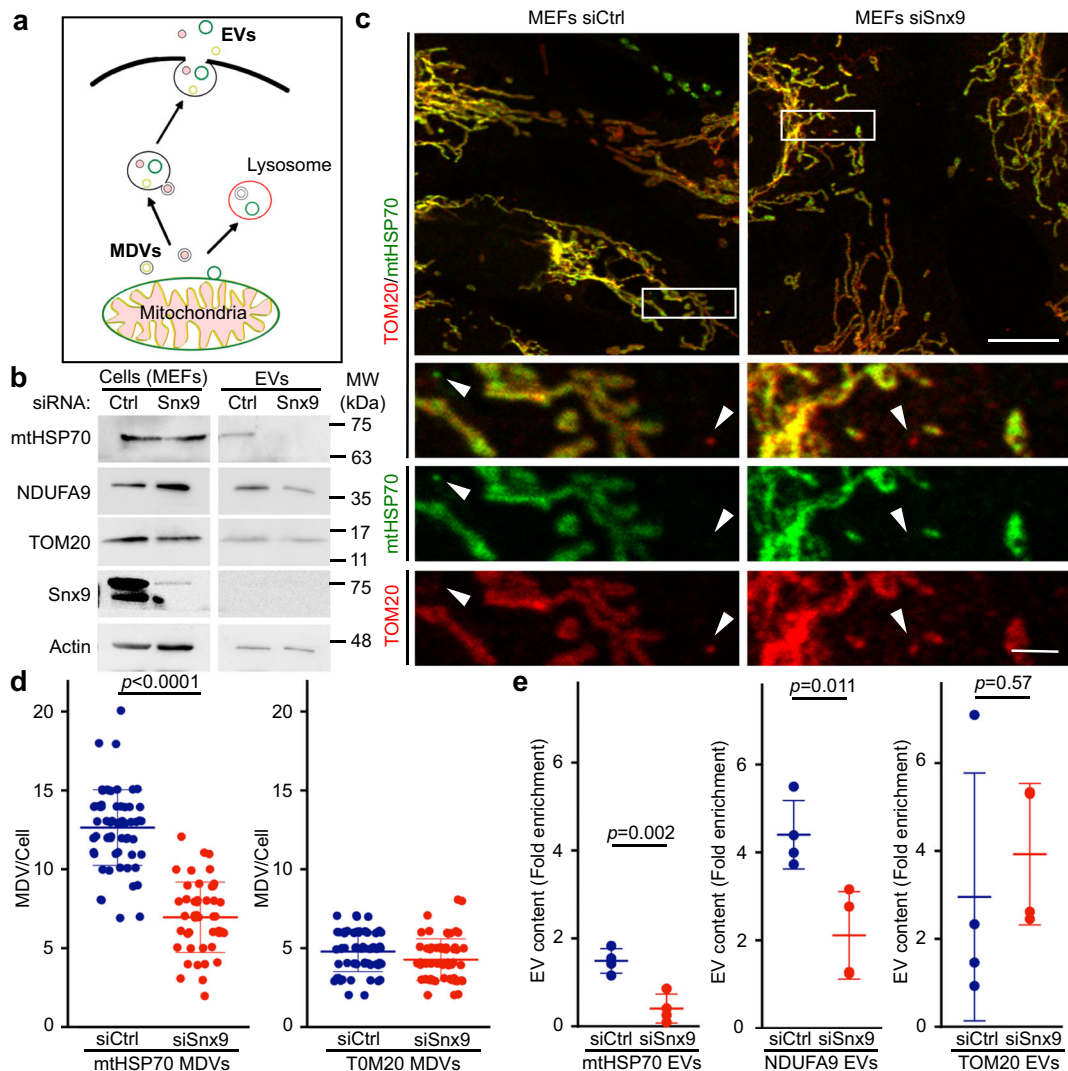 a
EVs
Lysosome
MDVs
Mitochondria
b
Cells (MEFs) EVs MW
siRNA: Ctrl Snx9 Ctrl Snx9 (kDa)
mtHSP70 75
63
NDUFA9 35
TOM20 17
11
Snx9 75
Actin 48
c
MEFs siCtrl MEFs siSnx9
TOM20/mtHSP70
mtHSP70
TOM20
d
p<0.0001
MDV/Cell
20
15
10
5
0
siCtrl siSnx9
mtHSP70 MDVs
MDV/Cell
20
15
10
5
0
siCtrl siSnx9
T0M20 MDVs
e
EV content (Fold enrichment)
p=0.002
6
4
2
0
siCtrl siSnx9
mtHSP70 EVs
EV content (Fold enrichment)
p=0.011
6
4
2
0
siCtrl siSnx9
NDUFA9 EVs
EV content (Fold enrichment)
p=0.57
6
4
2
0
siCtrl siSnx9
TOM20 EVs